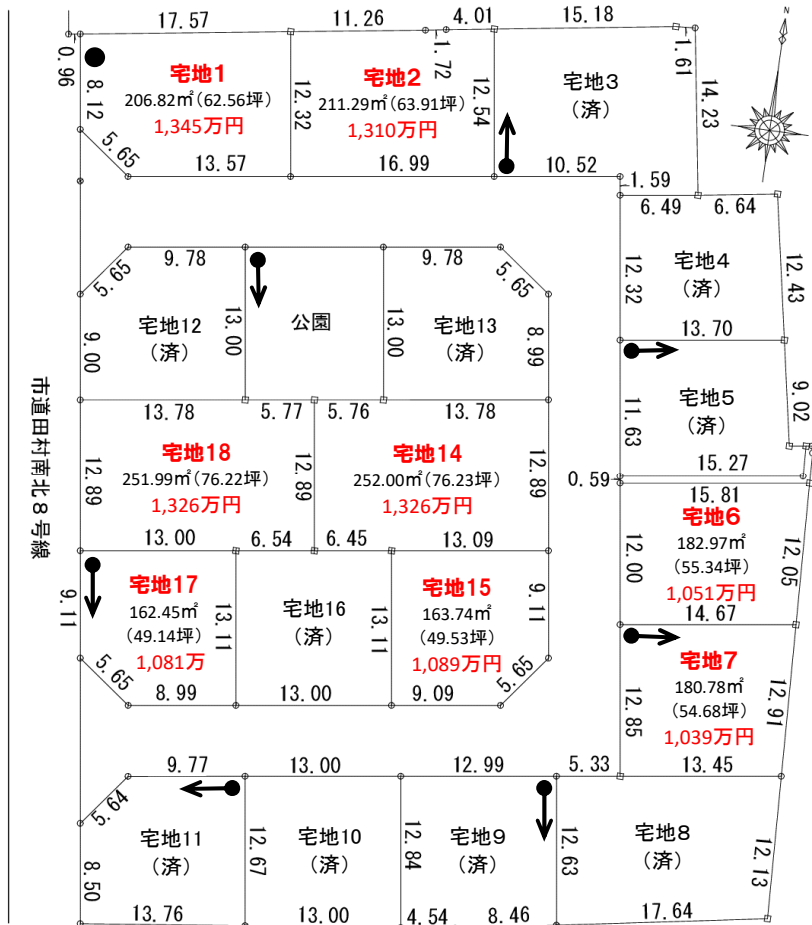 17.57
11.26
4.01
15.18
N
0.96
8.12
宅地1
206.82㎡(62.56坪)
1,345万円
12.32
宅地2
211.29㎡(63.91坪)
1,310万円
1.72
12.54
宅地3
(済)
1.61
14.23
5.65
13.57
16.99
10.52
1.59
6.49
6.64
9.78
9.78
5.65
5.65
宅地4
(済)
12.32
12.43
9.00
宅地12
(済)
13.00
公園
13.00
宅地13
(済)
8.99
13.70
宅地5
(済)
11.63
9.02
市道田村南北8号線
13.78
5.77
5.76
13.78
12.89
宅地18
251.99㎡(76.22坪)
1,326万円
12.89
宅地14
252.00㎡(76.23坪)
1,326万円
12.89
15.27
0.59
15.81
宅地6
182.97㎡
(55.34坪)
1,051万円
12.00
12.05
13.00
6.54
6.45
13.09
9.11
宅地17
162.45㎡
(49.14坪)
1,081万
13.11
宅地16
(済)
13.11
宅地15
163.74㎡
(49.53坪)
1,089万円
9.11
14.67
宅地7
180.78㎡
(54.68坪)
1,039万円
12.85
12.91
5.65
8.99
13.00
9.09
5.65
9.77
13.00
12.99
5.33
13.45
5.64
宅地11
(済)
8.50
12.67
宅地10
(済)
12.84
宅地9
(済)
12.63
宅地8
(済)
12.13
13.76
13.00
4.54
8.46
17.64